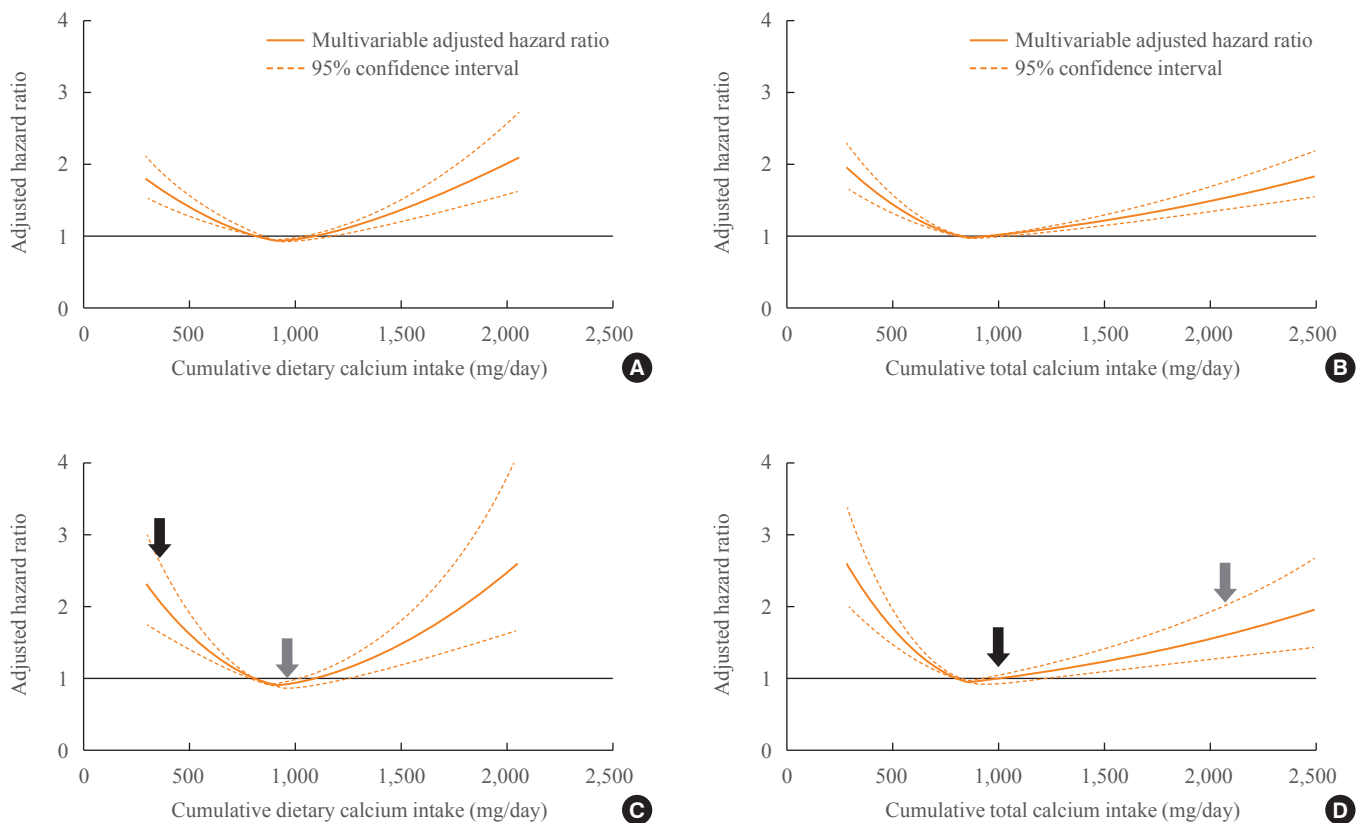 4
3
2
1
0
Adjusted hazard ratio
Multivariable adjusted hazard ratio
95% confidence interval
0
500
1,000
1,500
2,000
2,500
Cumulative dietary calcium intake (mg/day)
A
4
3
2
1
0
Adjusted hazard ratio
Multivariable adjusted hazard ratio
95% confidence interval
0
500
1,000
1,500
2,000
2,500
Cumulative total calcium intake (mg/day)
B
4
3
2
1
0
Adjusted hazard ratio
0
500
1,000
1,500
2,000
2,500
Cumulative dietary calcium intake (mg/day)
C
4
3
2
1
0
Adjusted hazard ratio
0
500
1,000
1,500
2,000
2,500
Cumulative total calcium intake (mg/day)
D